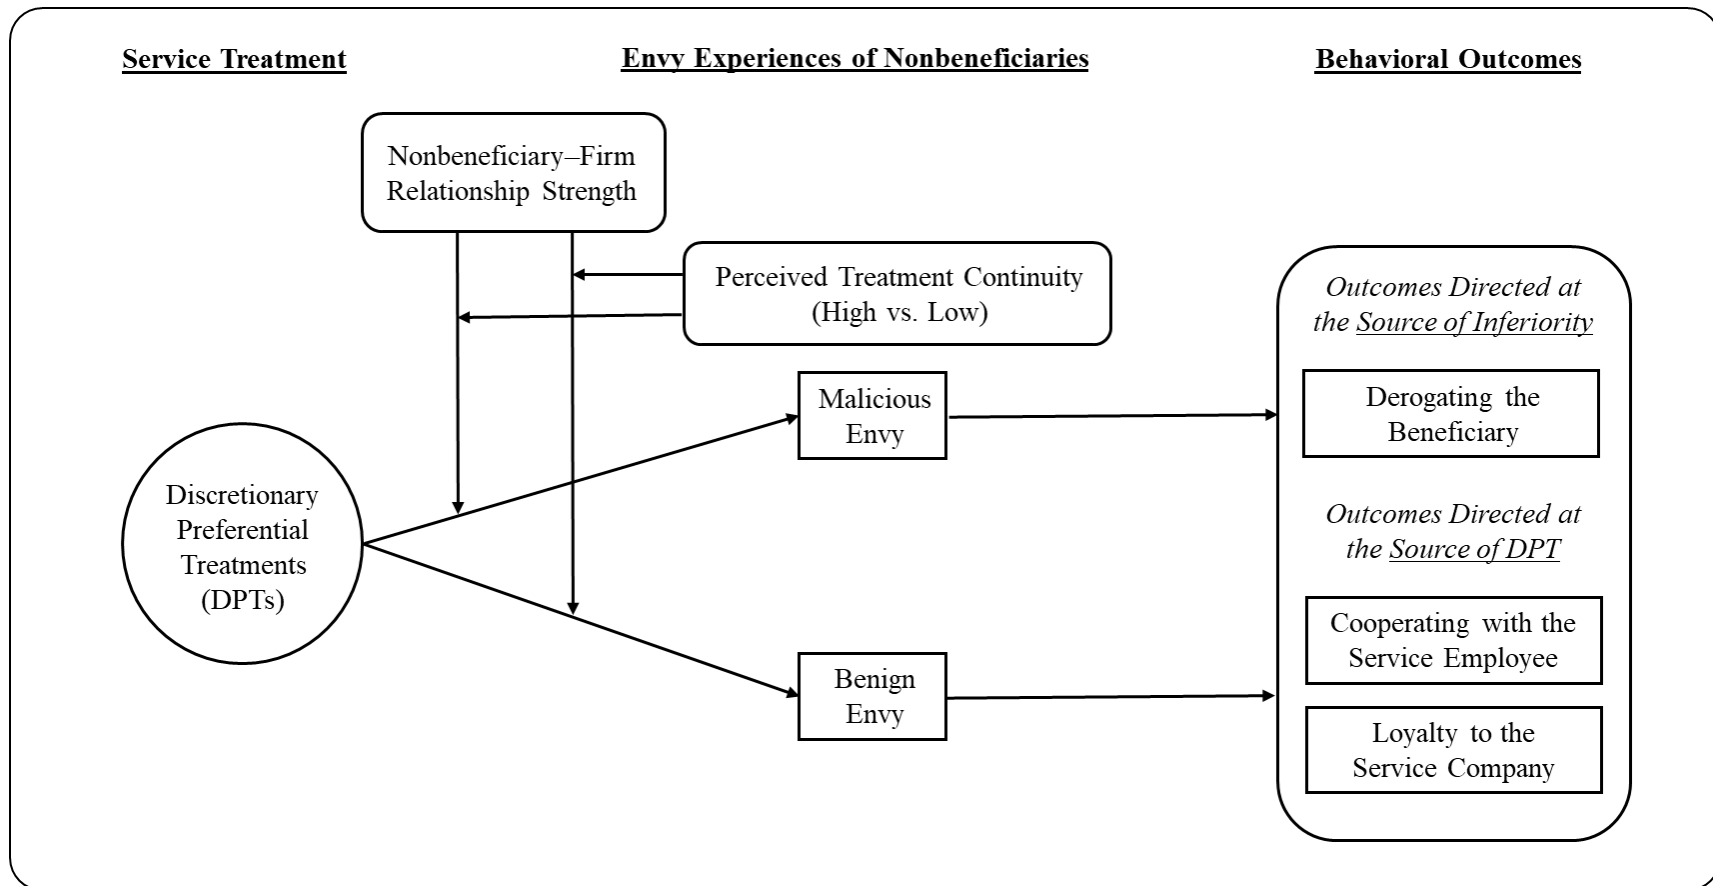 Service Treatment
Envy Experiences of Nonbeneficiaries
Behavioral Outcomes
Nonbeneficiary–Firm
Relationship Strength
Perceived Treatment Continuity
(High vs. Low)
Outcomes Directed at
the Source of Inferiority
Malicious
Envy
Derogating the
Beneficiary
Discretionary
Preferential
Treatments
(DPTs)
Outcomes Directed at
the Source of DPT
Cooperating with the
Service Employee
Benign
Envy
Loyalty to the
Service Company